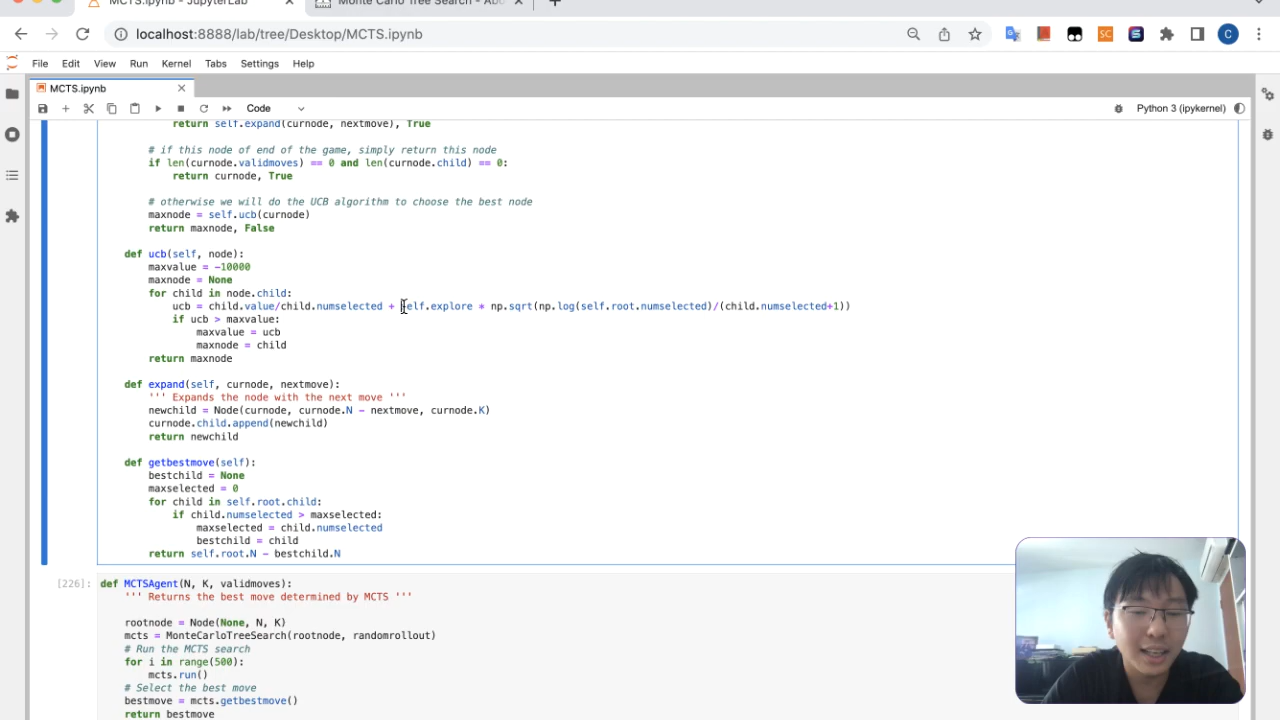 MCTS.ipynb - JupyterLab
Monte Carlo Tree Search - Abo
localhost:8888/lab/tree/Desktop/MCTS.ipynb
SC
S
C
File Edit View Run Kernel Tabs Settings Help
MCTS.ipynb
Code
Python 3 (ipykernel)
return self.expand(curnode, nextmove), True
# if this node of end of the game, simply return this node
if len(curnode.validmoves) == 0 and len(curnode.child) == 0:
return curnode, True
# otherwise we will do the UCB algorithm to choose the best node
maxnode = self.ucb(curnode)
return maxnode, False
def ucb(self, node):
maxvalue = -10000
maxnode = None
for child in node.child:
ucb = child.value/child.numselected + self.explore * np.sqrt(np.log(self.root.numselected)/(child.numselected+1))
if ucb > maxvalue:
maxvalue = ucb
maxnode = child
return maxnode
def expand(self, curnode, nextmove):
''' Expands the node with the next move '''
newchild = Node(curnode, curnode.N - nextmove, curnode.K)
curnode.child.append(newchild)
return newchild
def getbestmove(self):
bestchild = None
maxselected = 0
for child in self.root.child:
if child.numselected > maxselected:
maxselected = child.numselected
bestchild = child
return self.root.N - bestchild.N
[226]: def MCTSAgent(N, K, validmoves):
''' Returns the best move determined by MCTS '''
rootnode = Node(None, N, K)
mcts = MonteCarloTreeSearch(rootnode, randomrollout)
# Run the MCTS search
for i in range(500):
mcts.run()
# Select the best move
bestmove = mcts.getbestmove()
return bestmove